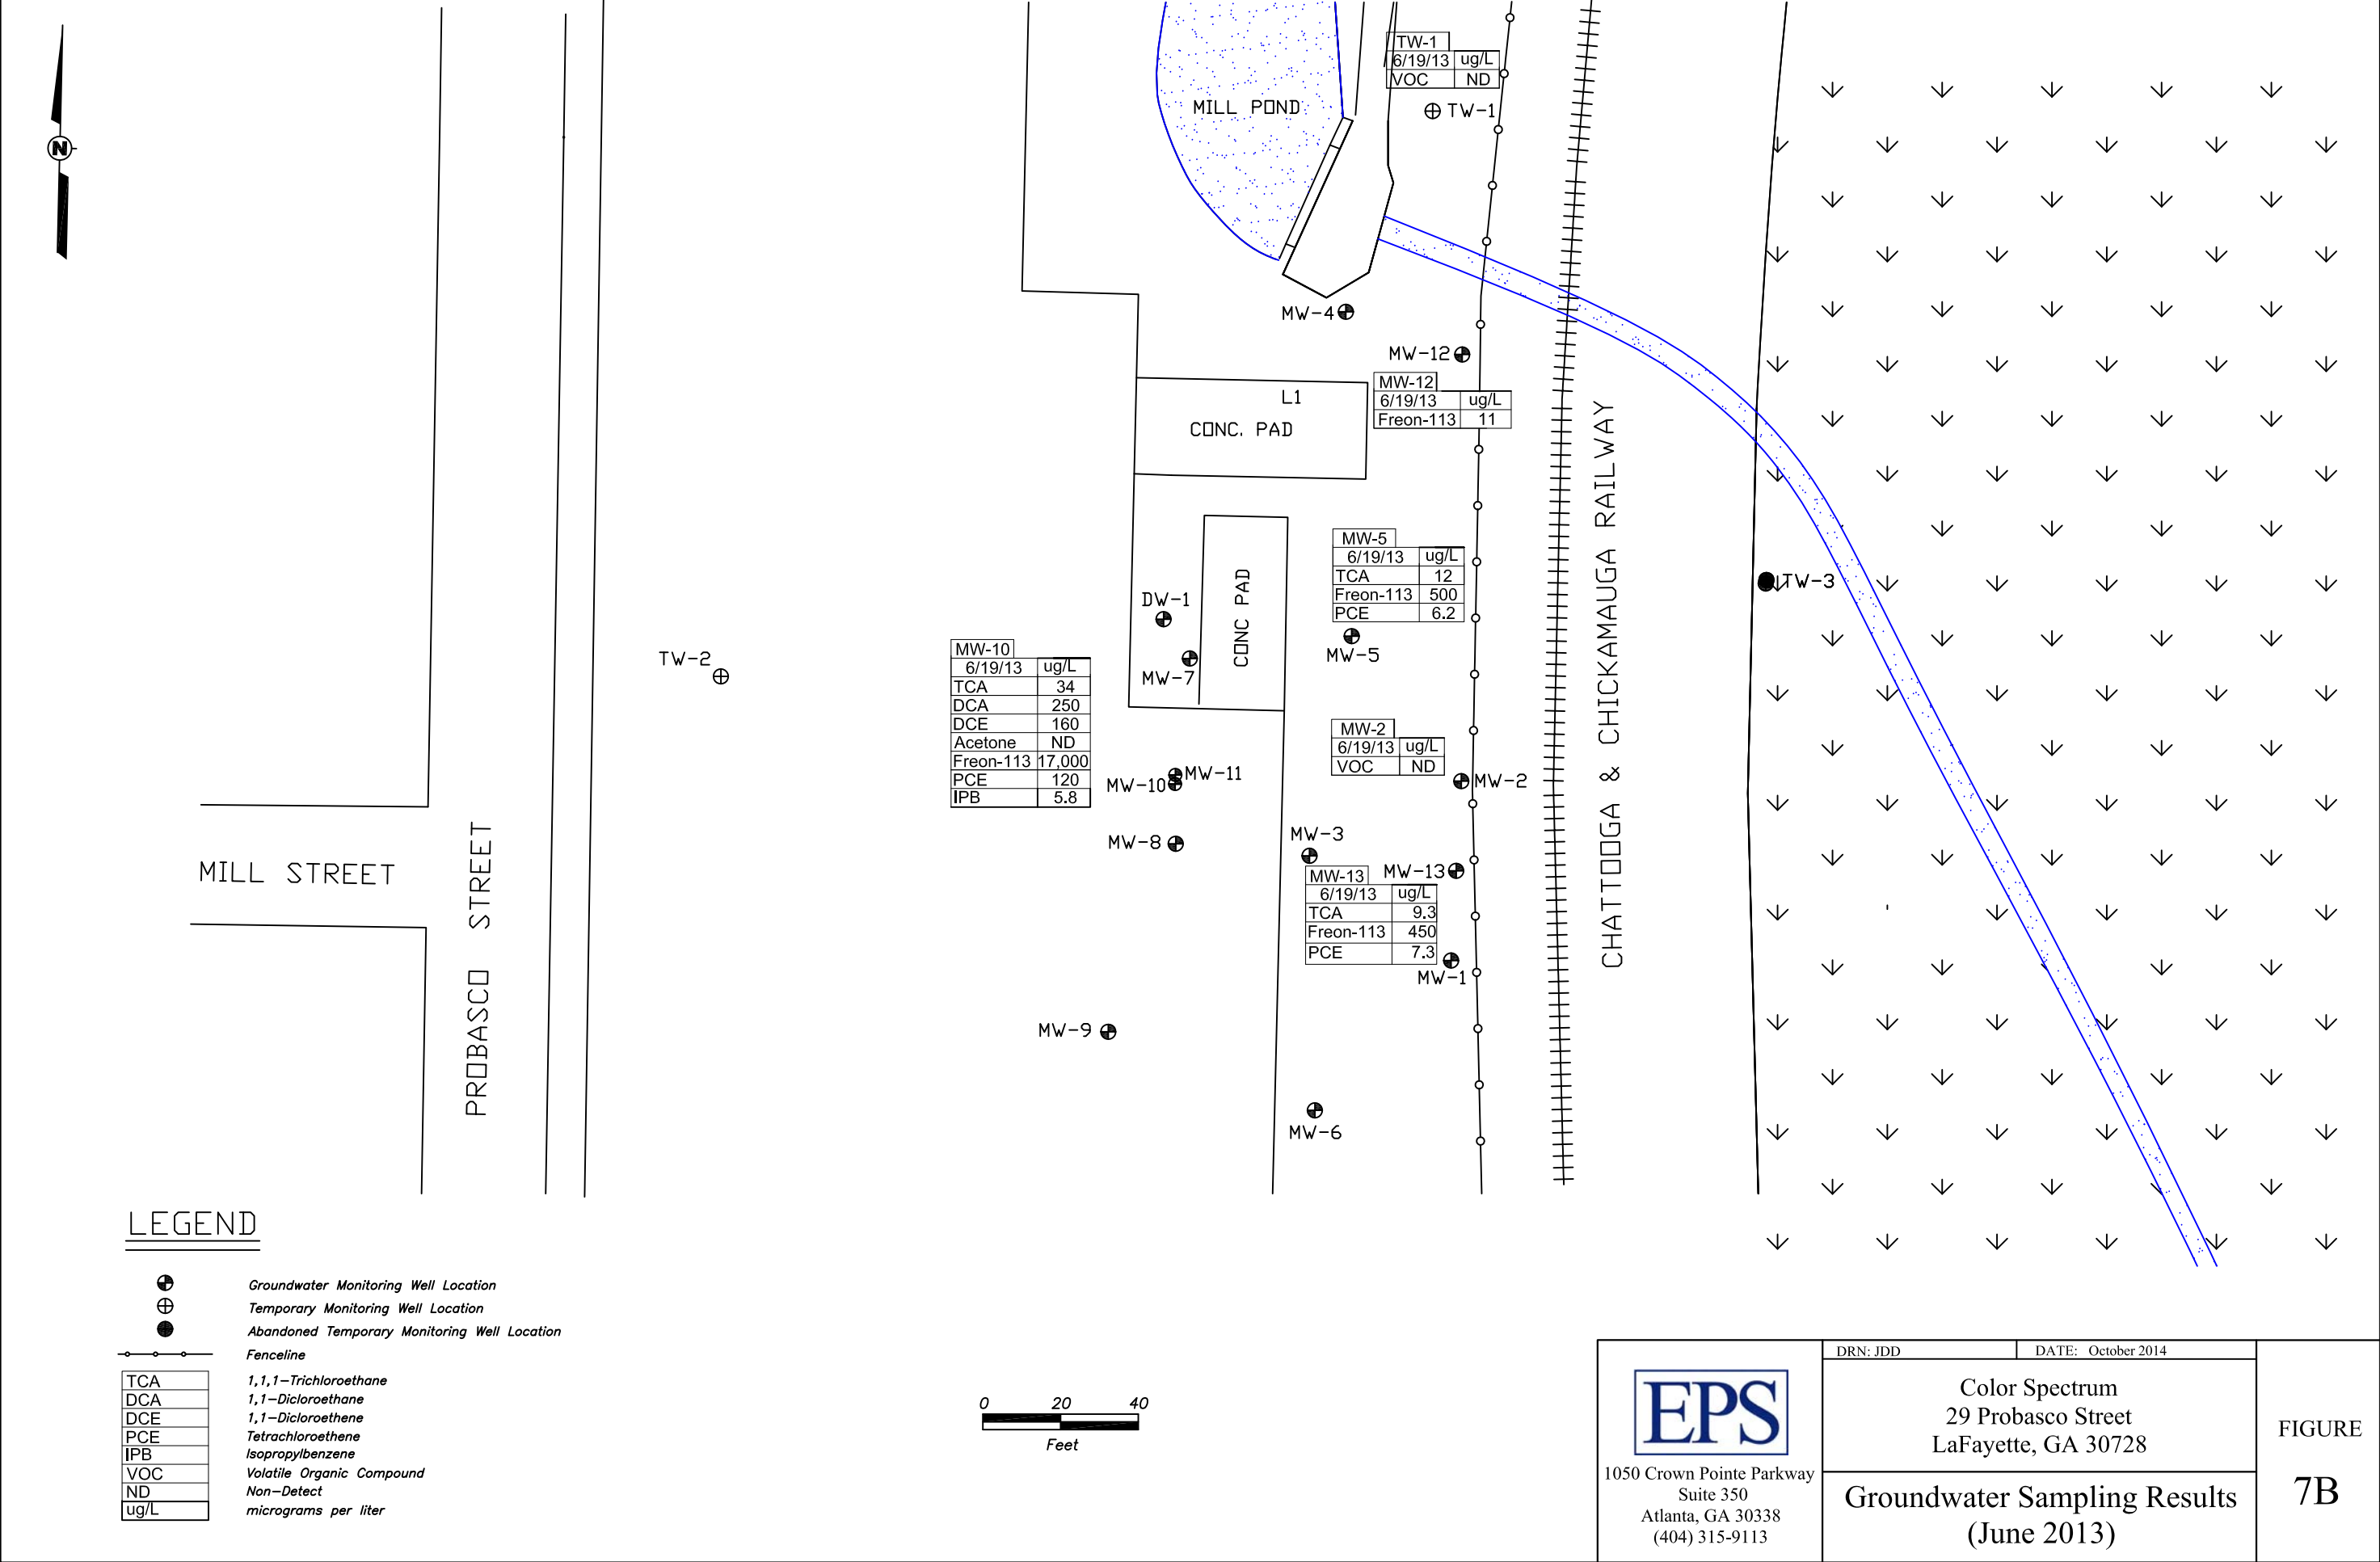 N
MILL POND
TW-1
6/19/13 ug/L
VOC ND
TW-1
MW-4
MW-12
MW-12
6/19/13 ug/L
Freon-113 11
L1
CONC. PAD
CONC PAD
CHATTOOGA & CHICKAMAUGA RAILWAY
MW-5
6/19/13 ug/L
TCA 12
Freon-113 500
PCE 6.2
MW-5
TW-3
DW-1
MW-7
TW-2
MW-10
6/19/13 ug/L
TCA 34
DCA 250
DCE 160
Acetone ND
Freon-113 17,000
PCE 120
IPB 5.8
MW-2
6/19/13 ug/L
VOC ND
MW-2
MW-11
MW-10
MW-8
MW-3
MW-13
MW-13
6/19/13 ug/L
TCA 9.3
Freon-113 450
PCE 7.3
MW-1
MW-9
MW-6
MILL STREET
PROBASCO STREET
LEGEND
Groundwater Monitoring Well Location
Temporary Monitoring Well Location
Abandoned Temporary Monitoring Well Location
Fenceline
TCA 1,1,1-Trichloroethane
DCA 1,1-Dicloroethane
DCE 1,1-Dicloroethene
PCE Tetrachloroethene
IPB Isopropylbenzene
VOC Volatile Organic Compound
ND Non-Detect
ug/L micrograms per liter
0 20 40
Feet
EPS
1050 Crown Pointe Parkway
Suite 350
Atlanta, GA 30338
(404) 315-9113
DRN: JDD DATE: October 2014
Color Spectrum
29 Probasco Street
LaFayette, GA 30728
Groundwater Sampling Results
(June 2013)
FIGURE
7B